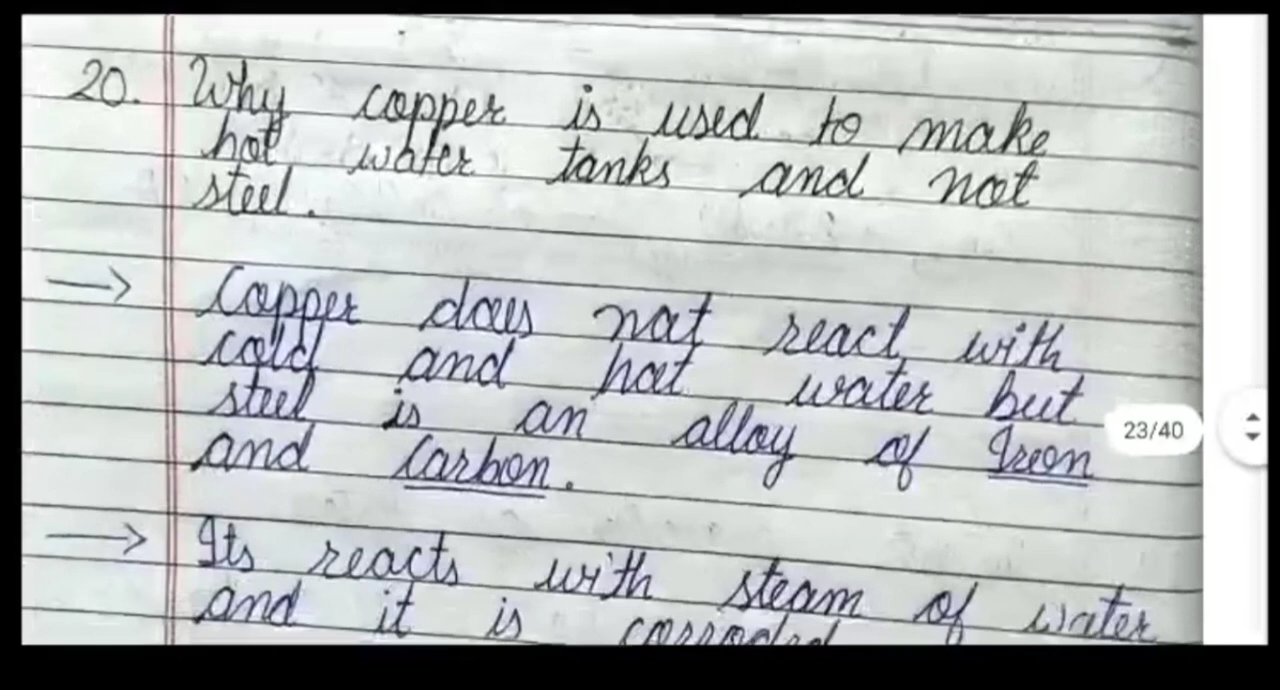 20. Why copper is used to make
hot water tanks and not
steel.
→ Copper does not react with
cold and hot water but
steel is an alloy of Iron
and Carbon.
23/40
→ Its reacts with steam of water
and it is corroded